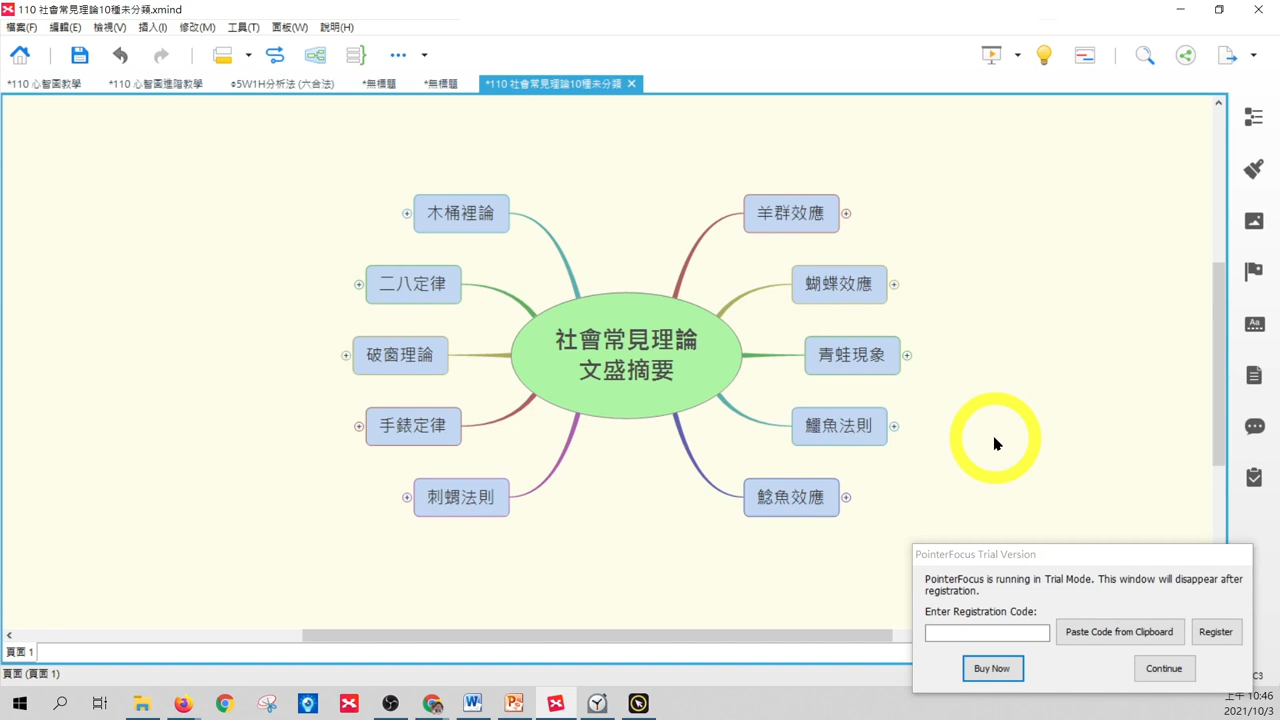 110 社會常見理論10種未分類.xmind
檔案(F) 編輯(E) 檢視(V) 插入(I) 修改(M) 工具(T) 面板(W) 說明(H)
*110 心智圖教學 *110 心智圖進階教學 Φ5W1H分析法 (六合法) *無標題 *無標題 *110 社會常見理論10種未分類
木桶裡論 羊群效應
二八定律 蝴蝶效應
社會常見理論
文盛摘要
破窗理論 青蛙現象
手錶定律 鱷魚法則
刺蝟法則 鯰魚效應
PointerFocus Trial Version
PointerFocus is running in Trial Mode. This window will disappear after
registration.
Enter Registration Code:
Paste Code from Clipboard Register
Buy Now Continue
頁面 1
頁面 (頁面 1)
C3
上午 10:46
2021/10/3